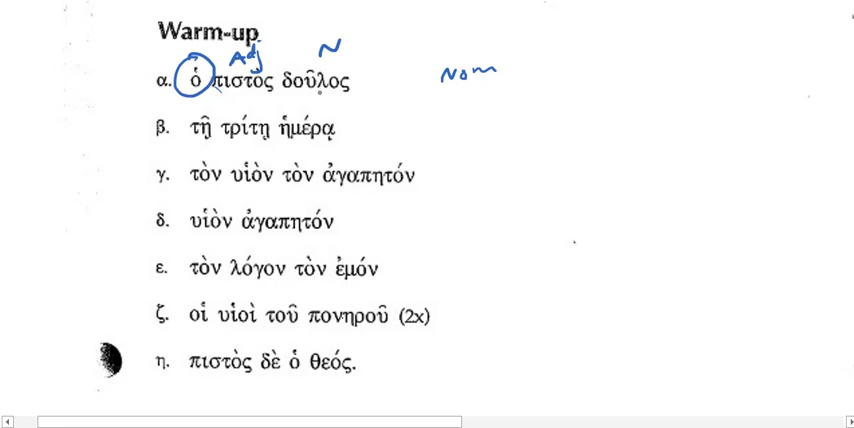 Warm-up
Adj N
α. ὁ πιστὸς δοῦλος Nom
β. τῇ τρίτῃ ἡμέρᾳ
γ. τὸν υἱὸν τὸν ἀγαπητόν
δ. υἱὸν ἀγαπητόν
ε. τὸν λόγον τὸν ἐμόν
ζ. οἱ υἱοὶ τοῦ πονηροῦ (2x)
η. πιστὸς δὲ ὁ θεός.